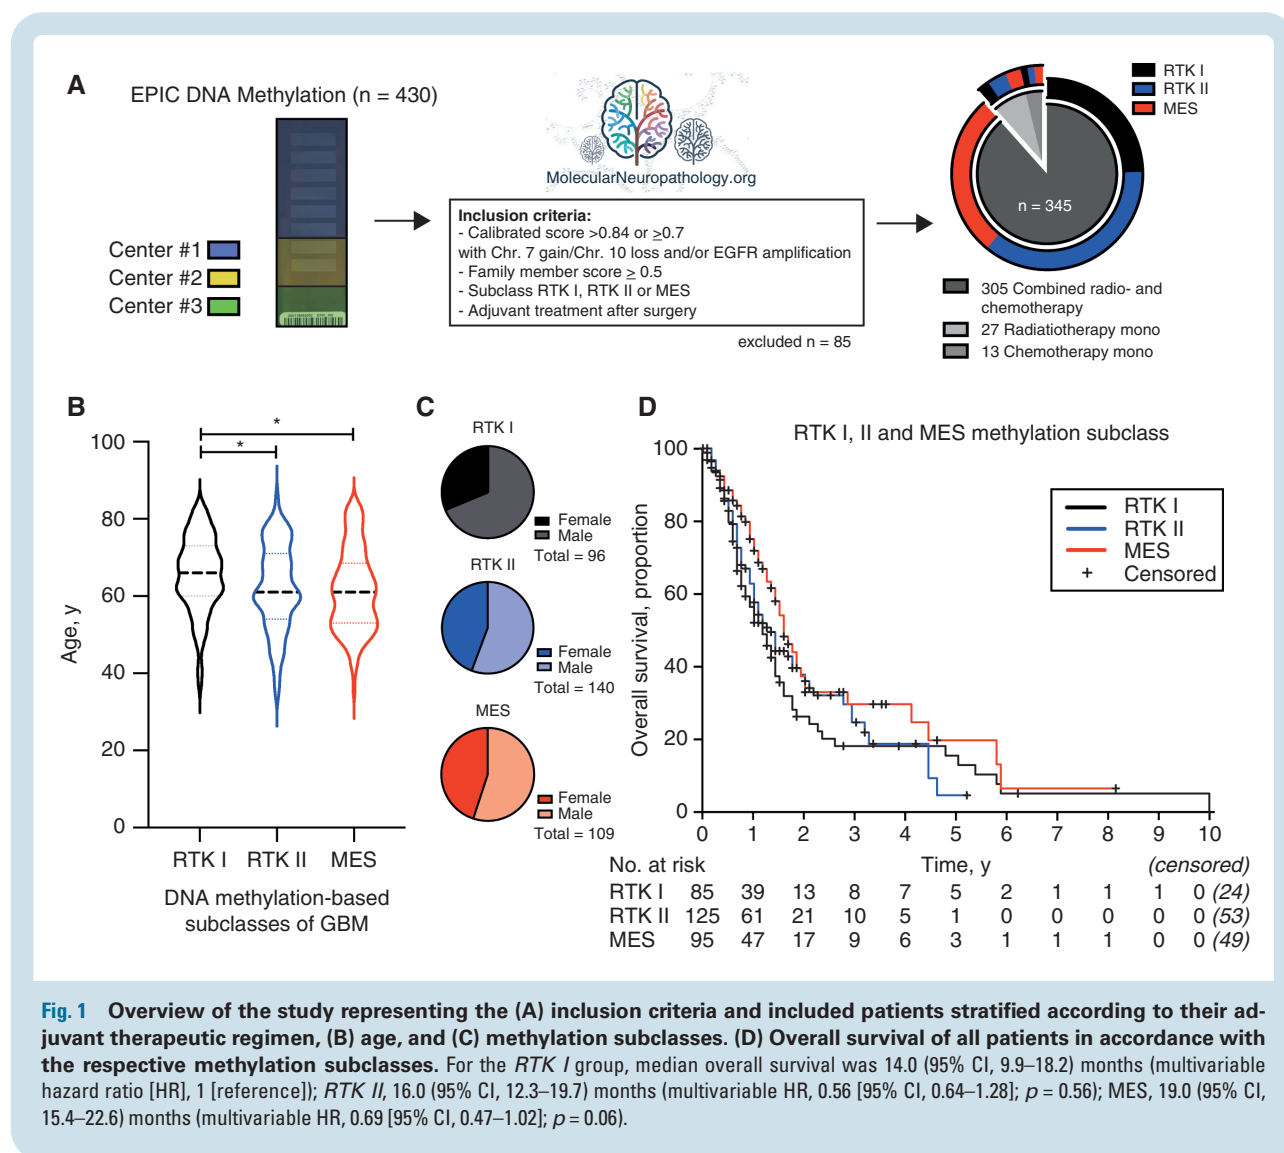 A
EPIC DNA Methylation (n = 430)
Center #1
Center #2
Center #3
MolecularNeuropathology.org
Inclusion criteria:
- Calibrated score >0.84 or ≥0.7
with Chr. 7 gain/Chr. 10 loss and/or EGFR amplification
- Family member score ≥ 0.5
- Subclass RTK I, RTK II or MES
- Adjuvant treatment after surgery
excluded n = 85
RTK I
RTK II
MES
n = 345
305 Combined radio- and
chemotherapy
27 Radiatiotherapy mono
13 Chemotherapy mono
B
* 
*
100
80
60
40
20
0
Age, y
RTK I RTK II MES
DNA methylation-based
subclasses of GBM
C
RTK I
Female
Male
Total = 96
RTK II
Female
Male
Total = 140
MES
Female
Male
Total = 109
D
RTK I, II and MES methylation subclass
RTK I
RTK II
MES
+ Censored
Overall survival, proportion
100
80
60
40
20
0
0 1 2 3 4 5 6 7 8 9 10
No. at risk Time, y (censored)
RTK I 85 39 13 8 7 5 2 1 1 1 0 (24)
RTK II 125 61 21 10 5 1 0 0 0 0 0 (53)
MES 95 47 17 9 6 3 1 1 1 0 0 (49)
Fig. 1 Overview of the study representing the (A) inclusion criteria and included patients stratified according to their ad-
juvant therapeutic regimen, (B) age, and (C) methylation subclasses. (D) Overall survival of all patients in accordance with
the respective methylation subclasses. For the RTK I group, median overall survival was 14.0 (95% CI, 9.9–18.2) months (multivariable
hazard ratio [HR], 1 [reference]); RTK II, 16.0 (95% CI, 12.3–19.7) months (multivariable HR, 0.56 [95% CI, 0.64–1.28]; p = 0.56); MES, 19.0 (95% CI,
15.4–22.6) months (multivariable HR, 0.69 [95% CI, 0.47–1.02]; p = 0.06).